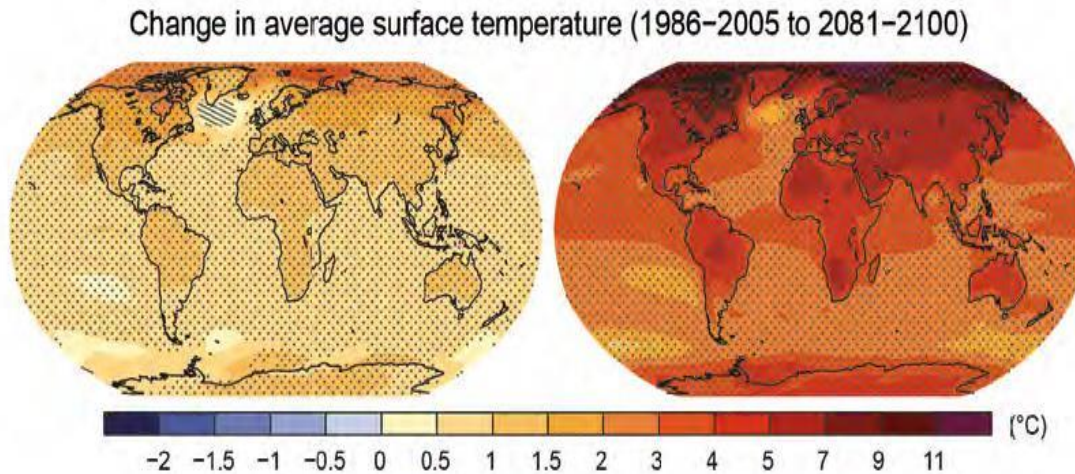 Change in average surface temperature (1986−2005 to 2081−2100)
(°C)
−2 −1.5 −1 −0.5 0 0.5 1 1.5 2 3 4 5 7 9 11